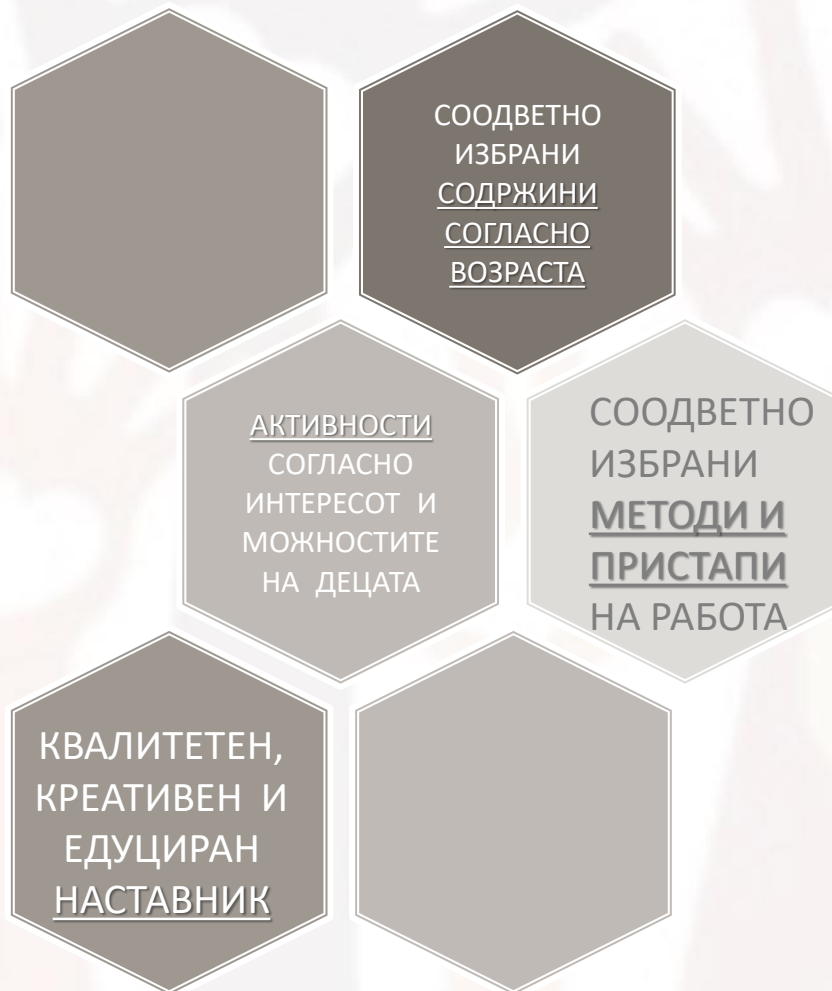 СООДВЕТНО
ИЗБРАНИ
СОДРЖИНИ
СОГЛАСНО
ВОЗРАСТА
АКТИВНОСТИ
СОГЛАСНО
ИНТЕРЕСОТ И
МОЖНОСТИТЕ
НА ДЕЦАТА
СООДВЕТНО
ИЗБРАНИ
МЕТОДИ И
ПРИСТАПИ
НА РАБОТА
КВАЛИТЕТЕН,
КРЕАТИВЕН И
ЕДУЦИРАН
НАСТАВНИК